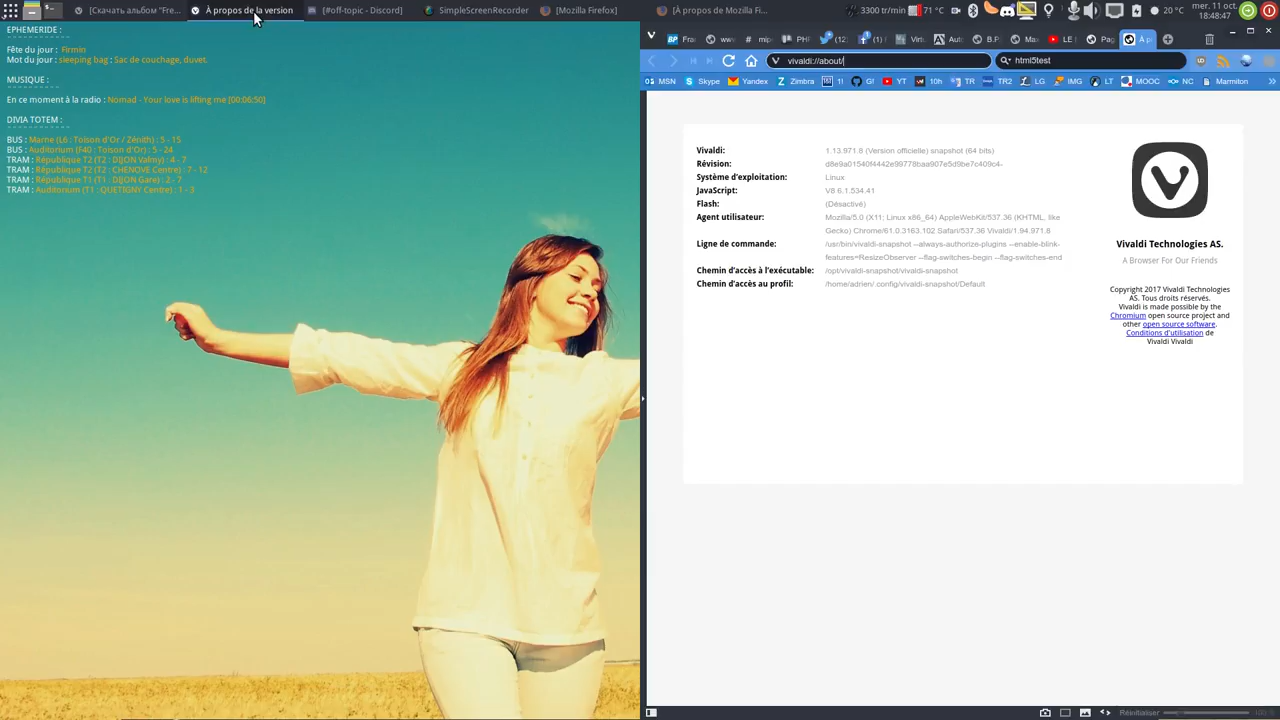 [Скачать альбом "Fre...
À propos de la version
[#off-topic - Discord]
SimpleScreenRecorder
[Mozilla Firefox]
[À propos de Mozilla Fi...
3300 tr/min
71 °C
20 °C
mer. 11 oct.
18:48:47
EPHEMERIDE :
Fête du jour : Firmin
Mot du jour : sleeping bag : Sac de couchage, duvet.
MUSIQUE :
En ce moment à la radio : Nomad - Your love is lifting me [00:06:50]
DIVIA TOTEM :
BUS : Marne (L6 : Toison d'Or / Zénith) : 5 - 15
BUS : Auditorium (F40 : Toison d'Or) : 5 - 24
TRAM : République T2 (T2 : DIJON Valmy) : 4 - 7
TRAM : République T2 (T2 : CHENOVE Centre) : 7 - 12
TRAM : République T1 (T1 : DIJON Gare) : 2 - 7
TRAM : Auditorium (T1 : QUETIGNY Centre) : 1 - 3
Fra
www
mip
PHI
(12)
(1) f
Virt
Auto
B.P
Ma
LE
Pag
À p
vivaldi://about/
html5test
MSN
Skype
Yandex
Zimbra
1!
G!
YT
10h
TR
TR2
LG
IMG
LT
MOOC
NC
Marmiton
Vivaldi: 1.13.971.8 (Version officielle) snapshot (64 bits)
Révision: d8e9a01540f4442e99778baa907e5d9be7c409c4-
Système d'exploitation: Linux
JavaScript: V8 6.1.534.41
Flash: (Désactivé)
Agent utilisateur: Mozilla/5.0 (X11; Linux x86_64) AppleWebKit/537.36 (KHTML, like
Gecko) Chrome/61.0.3163.102 Safari/537.36 Vivaldi/1.94.971.8
Ligne de commande: /usr/bin/vivaldi-snapshot --always-authorize-plugins --enable-blink-
features=ResizeObserver --flag-switches-begin --flag-switches-end
Chemin d'accès à l'exécutable: /opt/vivaldi-snapshot/vivaldi-snapshot
Chemin d'accès au profil: /home/adrien/.config/vivaldi-snapshot/Default
Vivaldi Technologies AS.
A Browser For Our Friends
Copyright 2017 Vivaldi Technologies
AS. Tous droits réservés.
Vivaldi is made possible by the
Chromium open source project and
other open source software.
Conditions d'utilisation de
Vivaldi Vivaldi
Réinitialiser